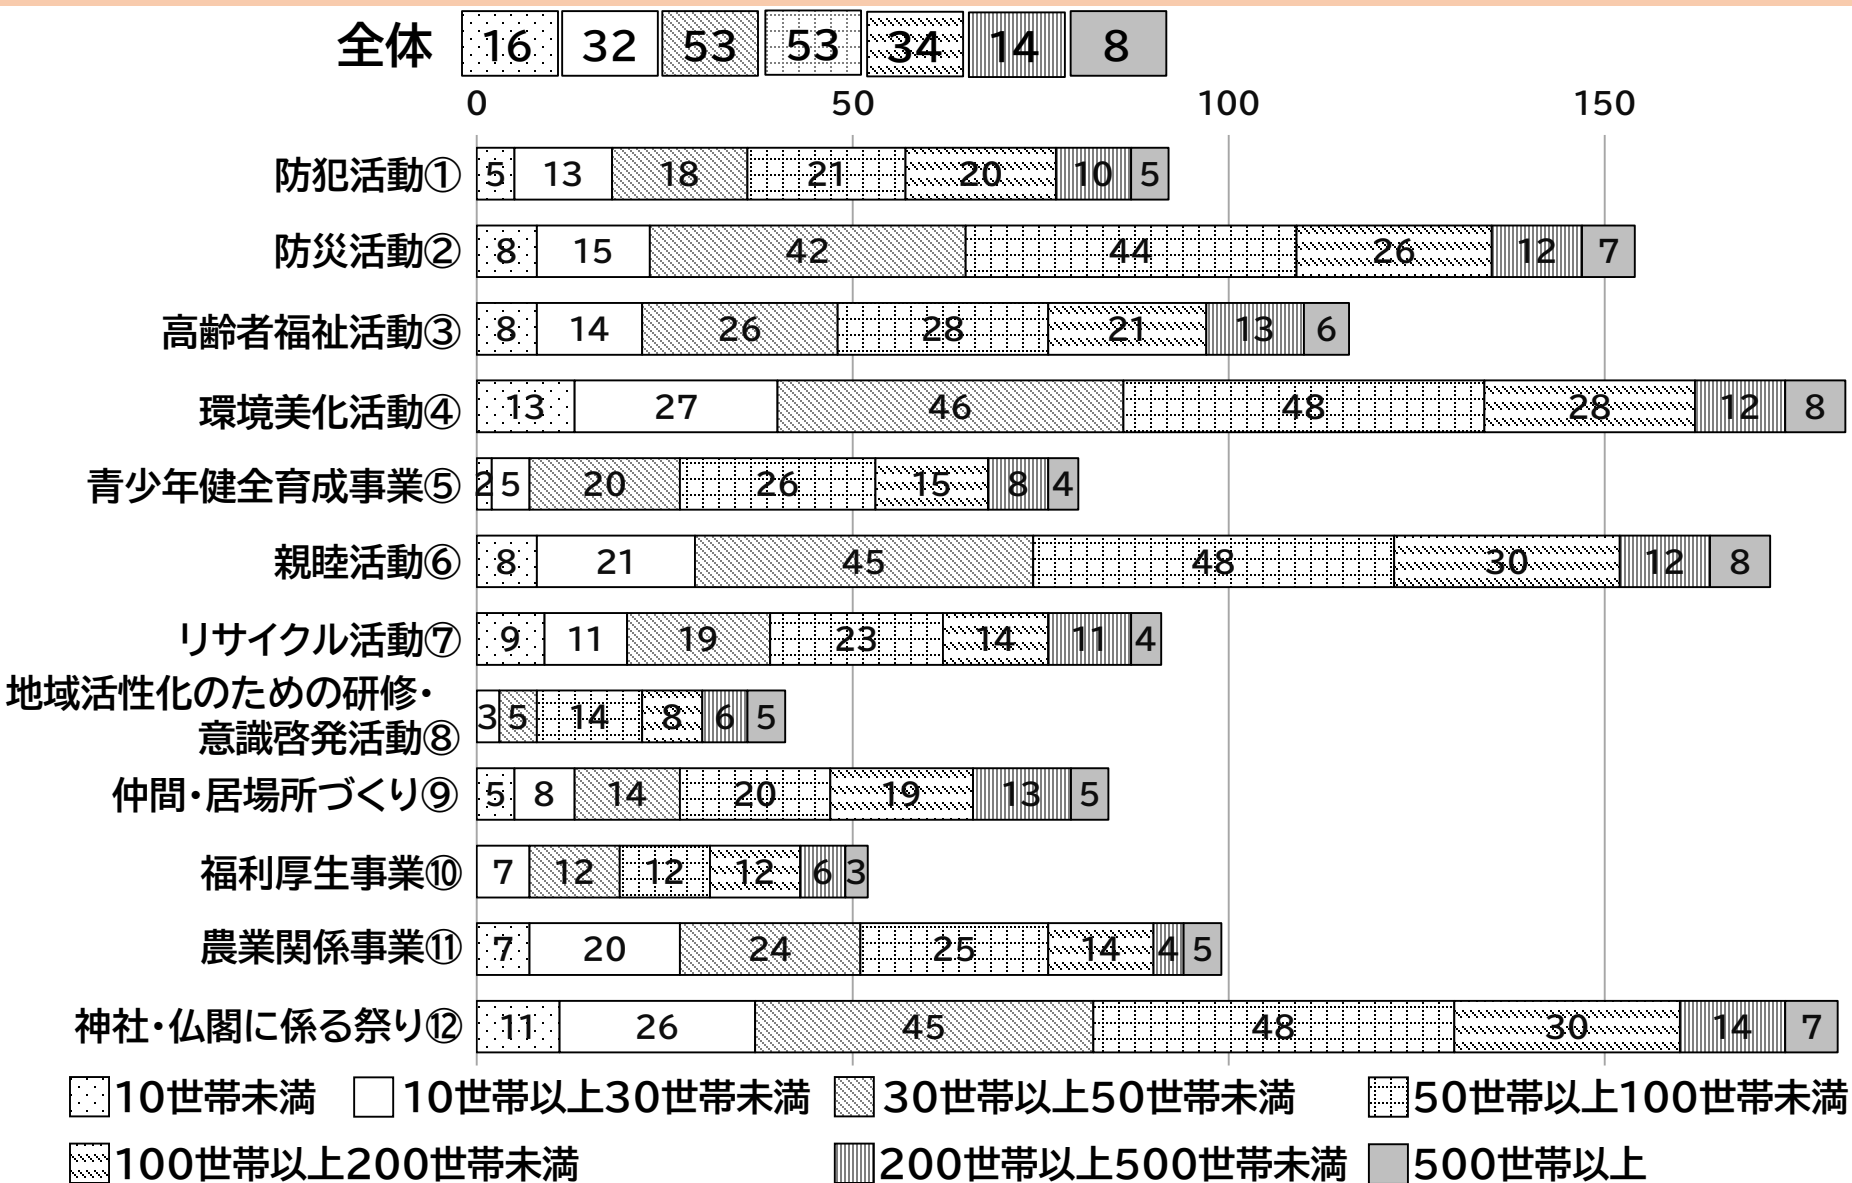 全体 16 32 53 53 34 14 8
0 50 100 150
防犯活動① 5 13 18 21 20 10 5
防災活動② 8 15 42 44 26 12 7
高齢者福祉活動③ 8 14 26 28 21 13 6
環境美化活動④ 13 27 46 48 28 12 8
青少年健全育成事業⑤ 2 5 20 26 15 8 4
親睦活動⑥ 8 21 45 48 30 12 8
リサイクル活動⑦ 9 11 19 23 14 11 4
地域活性化のための研修・
意識啓発活動⑧ 3 5 14 8 6 5
仲間・居場所づくり⑨ 5 8 14 20 19 13 5
福利厚生事業⑩ 7 12 12 12 6 3
農業関係事業⑪ 7 20 24 25 14 4 5
神社・仏閣に係る祭り⑫ 11 26 45 48 30 14 7
10世帯未満 10世帯以上30世帯未満 30世帯以上50世帯未満 50世帯以上100世帯未満
100世帯以上200世帯未満 200世帯以上500世帯未満 500世帯以上